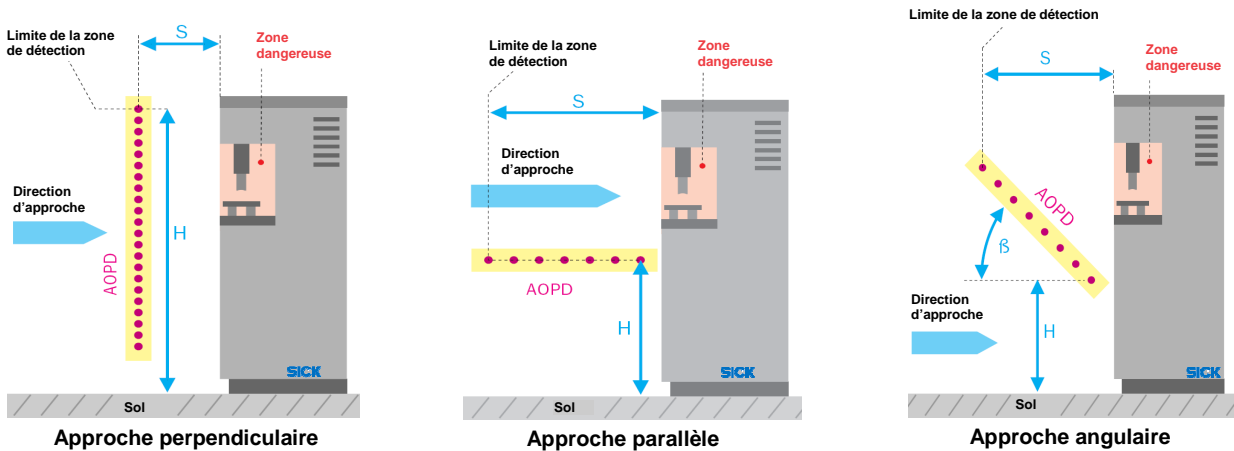 Limite de la zone
de détection
S
Zone
dangereuse
Direction
d'approche
H
AOPD
SICK
Sol
Approche perpendiculaire
Limite de la zone
de détection
S
Zone
dangereuse
Direction
d'approche
AOPD
H
SICK
Sol
Approche parallèle
Limite de la zone de détection
S
Zone
dangereuse
AOPD
ß
Direction
d'approche
H
SICK
Sol
Approche angulaire